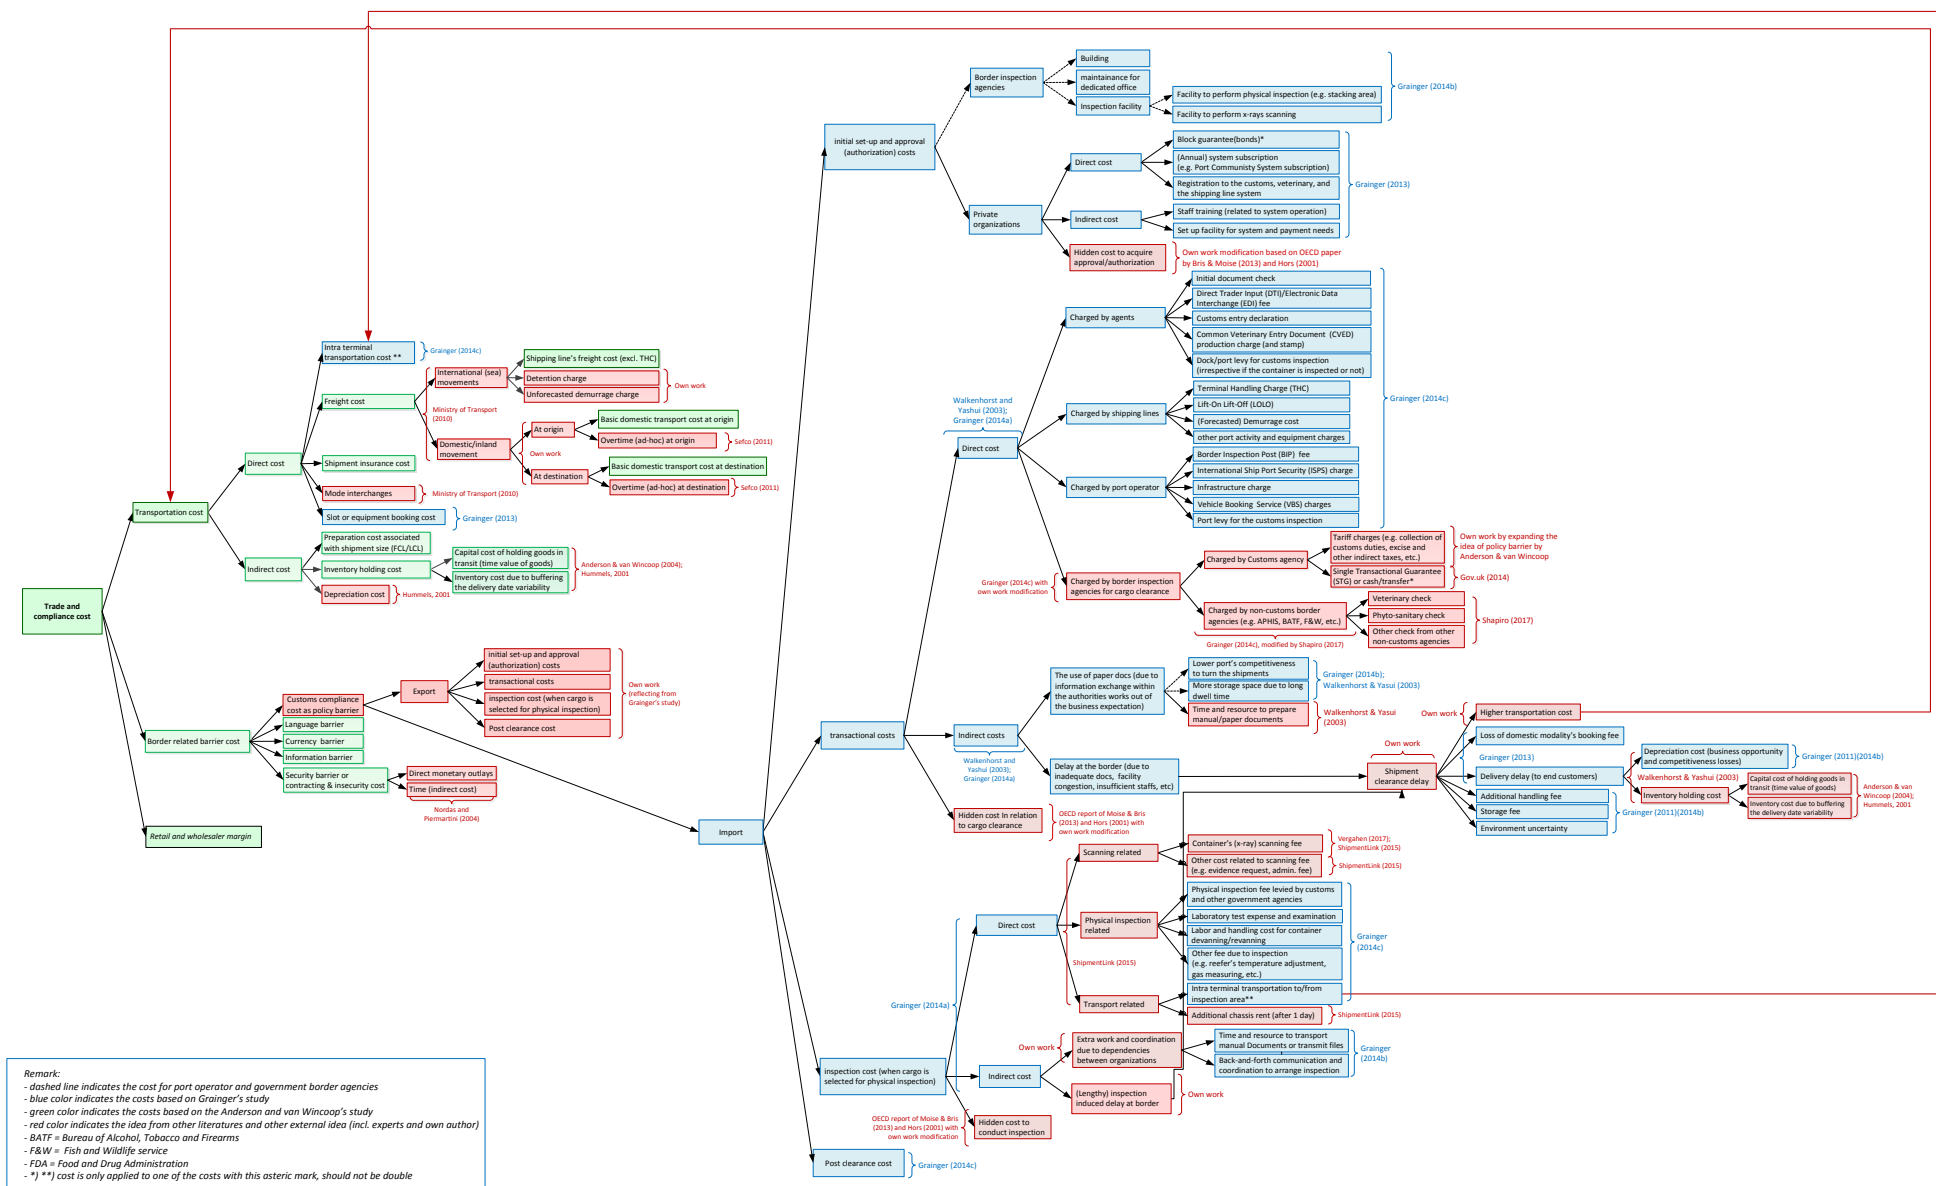 Trade and
compliance cost
Transportation cost
Direct cost
Intra terminal
transportation cost **
Grainger (2014c)
Freight cost
Ministry of Transport
(2010)
International (sea)
movements
Shipping line's freight cost (excl. THC)
Detention charge
Unforecasted demurrage charge
Own work
Domestic/inland
movement
Own work
At origin
Basic domestic transport cost at origin
Overtime (ad-hoc) at origin
Sefco (2011)
At destination
Basic domestic transport cost at destination
Overtime (ad-hoc) at destination
Sefco (2011)
Shipment insurance cost
Mode interchanges
Ministry of Transport (2010)
Slot or equipment booking cost
Grainger (2013)
Indirect cost
Preparation cost associated
with shipment size (FCL/LCL)
Inventory holding cost
Capital cost of holding goods in
transit (time value of goods)
Inventory cost due to buffering
the delivery date variability
Anderson & van Wincoop (2004);
Hummels, 2001
Depreciation cost
Hummels, 2001
Border related barrier cost
Customs compliance
cost as policy barrier
Export
initial set-up and approval
(authorization) costs
transactional costs
inspection cost (when cargo is
selected for physical inspection)
Post clearance cost
Own work
(reflecting from
Grainger's study)
Language barrier
Currency barrier
Information barrier
Security barrier or
contracting & insecurity cost
Direct monetary outlays
Time (indirect cost)
Nordas and
Piermartini (2004)
Retail and wholesaler margin
Import
initial set-up and approval
(authorization) costs
Border inspection
agencies
Building
maintainance for
dedicated office
Inspection facility
Facility to perform physical inspection (e.g. stacking area)
Facility to perform x-rays scanning
Grainger (2014b)
Private
organizations
Direct cost
Block guarantee(bonds)*
(Annual) system subscription
(e.g. Port Communisty System subscription)
Registration to the customs, veterinary, and
the shipping line system
Indirect cost
Staff training (related to system operation)
Set up facility for system and payment needs
Grainger (2013)
Hidden cost to acquire
approval/authorization
Own work modification based on OECD paper
by Bris & Moise (2013) and Hors (2001)
transactional costs
Walkenhorst and
Yashui (2003);
Grainger (2014a)
Direct cost
Charged by agents
Initial document check
Direct Trader Input (DTI)/Electronic Data
Interchange (EDI) fee
Customs entry declaration
Common Veterinary Entry Document (CVED)
production charge (and stamp)
Dock/port levy for customs inspection
(irrespective if the container is inspected or not)
Charged by shipping lines
Terminal Handling Charge (THC)
Lift-On Lift-Off (LOLO)
(Forecasted) Demurrage cost
other port activity and equipment charges
Grainger (2014c)
Charged by port operator
Border Inspection Post (BIP) fee
International Ship Port Security (ISPS) charge
Infrastructure charge
Vehicle Booking Service (VBS) charges
Port levy for the customs inspection
Grainger (2014c) with
own work modification
Charged by border inspection
agencies for cargo clearance
Charged by Customs agency
Tariff charges (e.g. collection of
customs duties, excise and
other indirect taxes, etc.)
Own work by expanding the
idea of policy barrier by
Anderson & van Wincoop
Single Transactional Guarantee
(STG) or cash/transfer*
Gov.uk (2014)
Charged by non-customs border
agencies (e.g. APHIS, BATF, F&W, etc.)
Grainger (2014c), modified by Shapiro (2017)
Veterinary check
Phyto-sanitary check
Other check from other
non-customs agencies
Shapiro (2017)
Indirect costs
Walkenhorst and
Yashui (2003);
Grainger (2014a)
The use of paper docs (due to
information exchange within
the authorities works out of
the business expectation)
Lower port's competitiveness
to turn the shipments
More storage space due to long
dwell time
Grainger (2014b);
Walkenhorst & Yasui (2003)
Time and resource to prepare
manual/paper documents
Walkenhorst & Yasui
(2003)
Delay at the border (due to
inadequate docs, facility
congestion, insufficient staffs, etc)
Own work
Shipment
clearance delay
Own work
Higher transportation cost
Loss of domestic modality's booking fee
Grainger
(2013)
Delivery delay (to end customers)
Walkenhorst & Yashui (2003)
Depreciation cost (business opportunity
and competitiveness losses)
Grainger (2011)(2014b)
Inventory holding cost
Capital cost of holding goods in
transit (time value of goods)
Inventory cost due to buffering
the delivery date variability
Anderson & van
Wincoop (2004);
Hummels, 2001
Additional handling fee
Storage fee
Environment uncertainty
Grainger (2011)(2014b)
Hidden cost In relation
to cargo clearance
OECD report of Moise & Bris
(2013) and Hors (2001) with
own work modification
inspection cost (when cargo is
selected for physical inspection)
Grainger (2014a)
Direct cost
ShipmentLink (2015)
Scanning related
Container's (x-ray) scanning fee
Vergahen (2017);
ShipmentLink (2015)
Other cost related to scanning fee
(e.g. evidence request, admin. fee)
ShipmentLink (2015)
Physical inspection
related
Physical inspection fee levied by customs
and other government agencies
Laboratory test expense and examination
Labor and handling cost for container
devanning/revanning
Other fee due to inspection
(e.g. reefer's temperature adjustment,
gas measuring, etc.)
Grainger
(2014c)
Transport related
Intra terminal transportation to/from
inspection area**
Additional chassis rent (after 1 day)
ShipmentLink (2015)
Indirect cost
Own work
Extra work and coordination
due to dependencies
between organizations
Time and resource to transport
manual Documents or transmit files
Back-and-forth communication and
coordination to arrange inspection
Grainger
(2014b)
(Lengthy) inspection
induced delay at border
Own work
OECD report of Moise & Bris
(2013) and Hors (2001) with
own work modification
Hidden cost to
conduct inspection
Post clearance cost
Grainger (2014c)
Remark:
- dashed line indicates the cost for port operator and government border agencies
- blue color indicates the costs based on Grainger's study
- green color indicates the costs based on the Anderson and van Wincoop's study
- red color indicates the idea from other literatures and other external idea (incl. experts and own author)
- BATF = Bureau of Alcohol, Tobacco and Firearms
- F&W = Fish and Wildlife service
- FDA = Food and Drug Administration
- *) **) cost is only applied to one of the costs with this asteric mark, should not be double